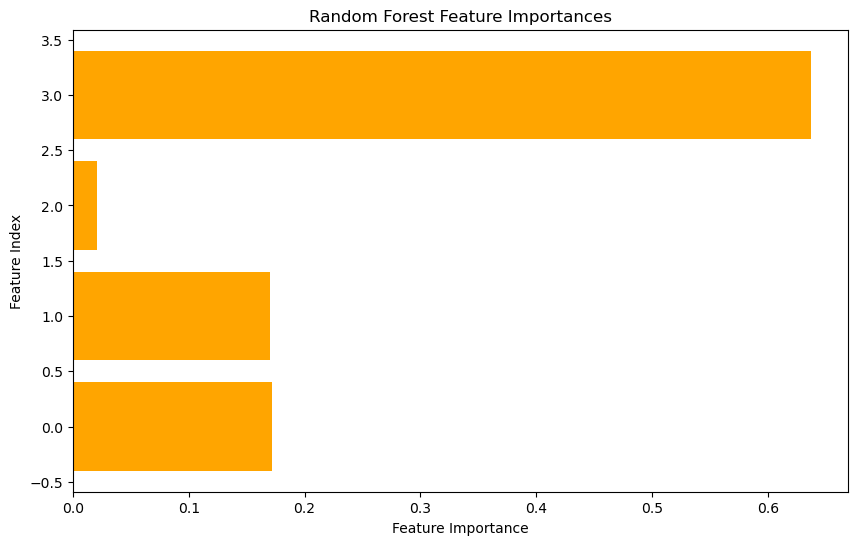 Random Forest Feature Importances
3.5
3.0
2.5
2.0
1.5
1.0
0.5
0.0
−0.5
Feature Index
0.0 0.1 0.2 0.3 0.4 0.5 0.6
Feature Importance